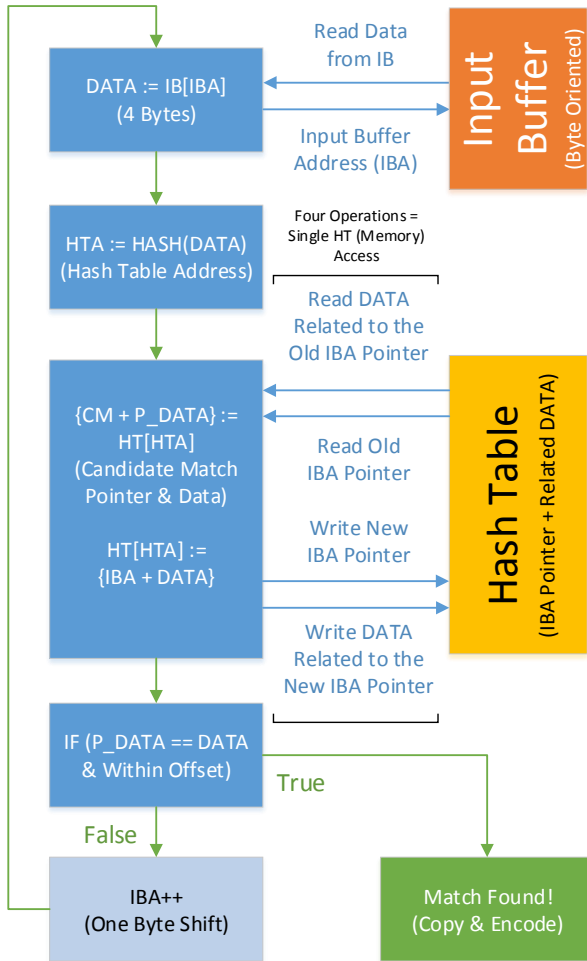 DATA := IB[IBA]
(4 Bytes)
Read Data
from IB
Input Buffer
Address (IBA)
Input
Buffer
(Byte Oriented)
HTA := HASH(DATA)
(Hash Table Address)
Four Operations =
Single HT (Memory)
Access
Read DATA
Related to the
Old IBA Pointer
{CM + P_DATA} :=
HT[HTA]
(Candidate Match
Pointer & Data)
HT[HTA] :=
{IBA + DATA}
Read Old
IBA Pointer
Write New
IBA Pointer
Write DATA
Related to the
New IBA Pointer
Hash Table
(IBA Pointer + Related DATA)
IF (P_DATA == DATA
& Within Offset)
True
False
IBA++
(One Byte Shift)
Match Found!
(Copy & Encode)